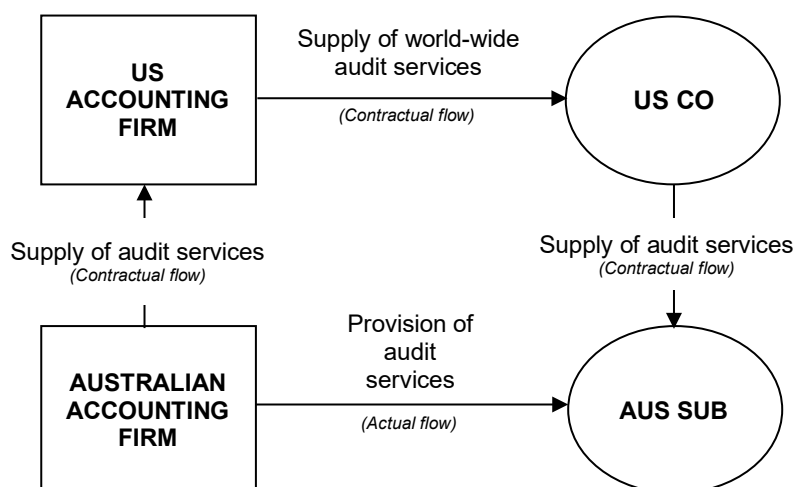 US
ACCOUNTING
FIRM
Supply of world-wide
audit services
(Contractual flow)
US CO
Supply of audit services
(Contractual flow)
Supply of audit services
(Contractual flow)
AUSTRALIAN
ACCOUNTING
FIRM
Provision of
audit
services
(Actual flow)
AUS SUB